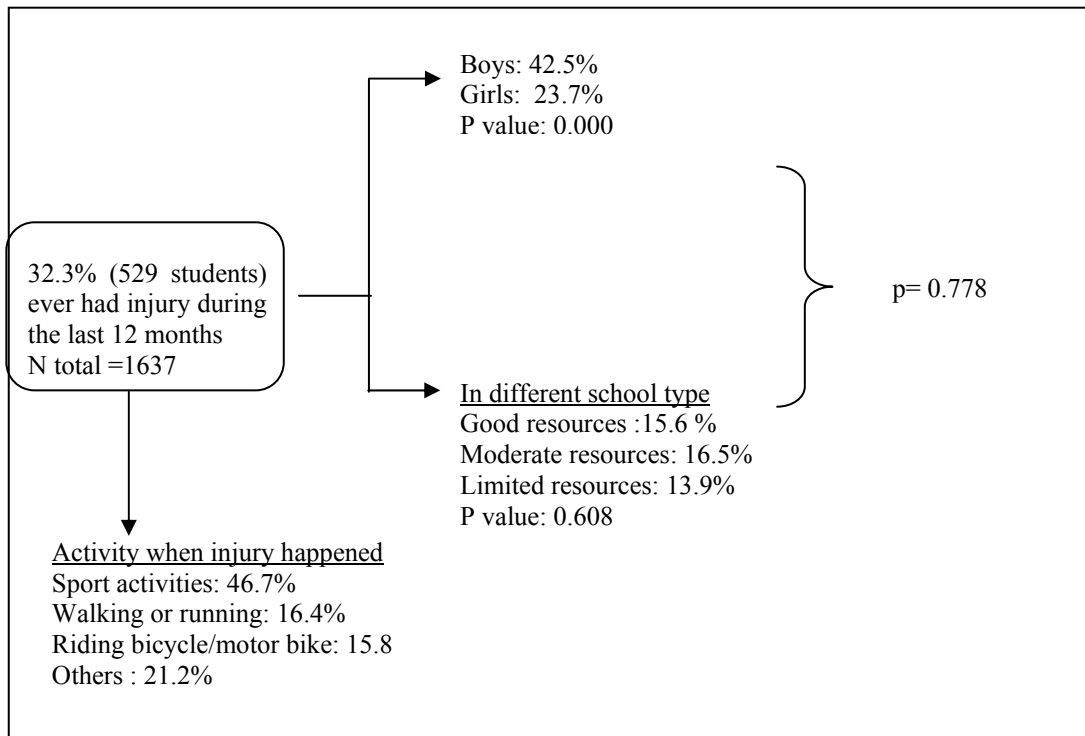 Boys: 42.5%
Girls: 23.7%
P value: 0.000
32.3% (529 students)
ever had injury during
the last 12 months
N total =1637
p= 0.778
In different school type
Good resources :15.6 %
Moderate resources: 16.5%
Limited resources: 13.9%
P value: 0.608
Activity when injury happened
Sport activities: 46.7%
Walking or running: 16.4%
Riding bicycle/motor bike: 15.8
Others : 21.2%